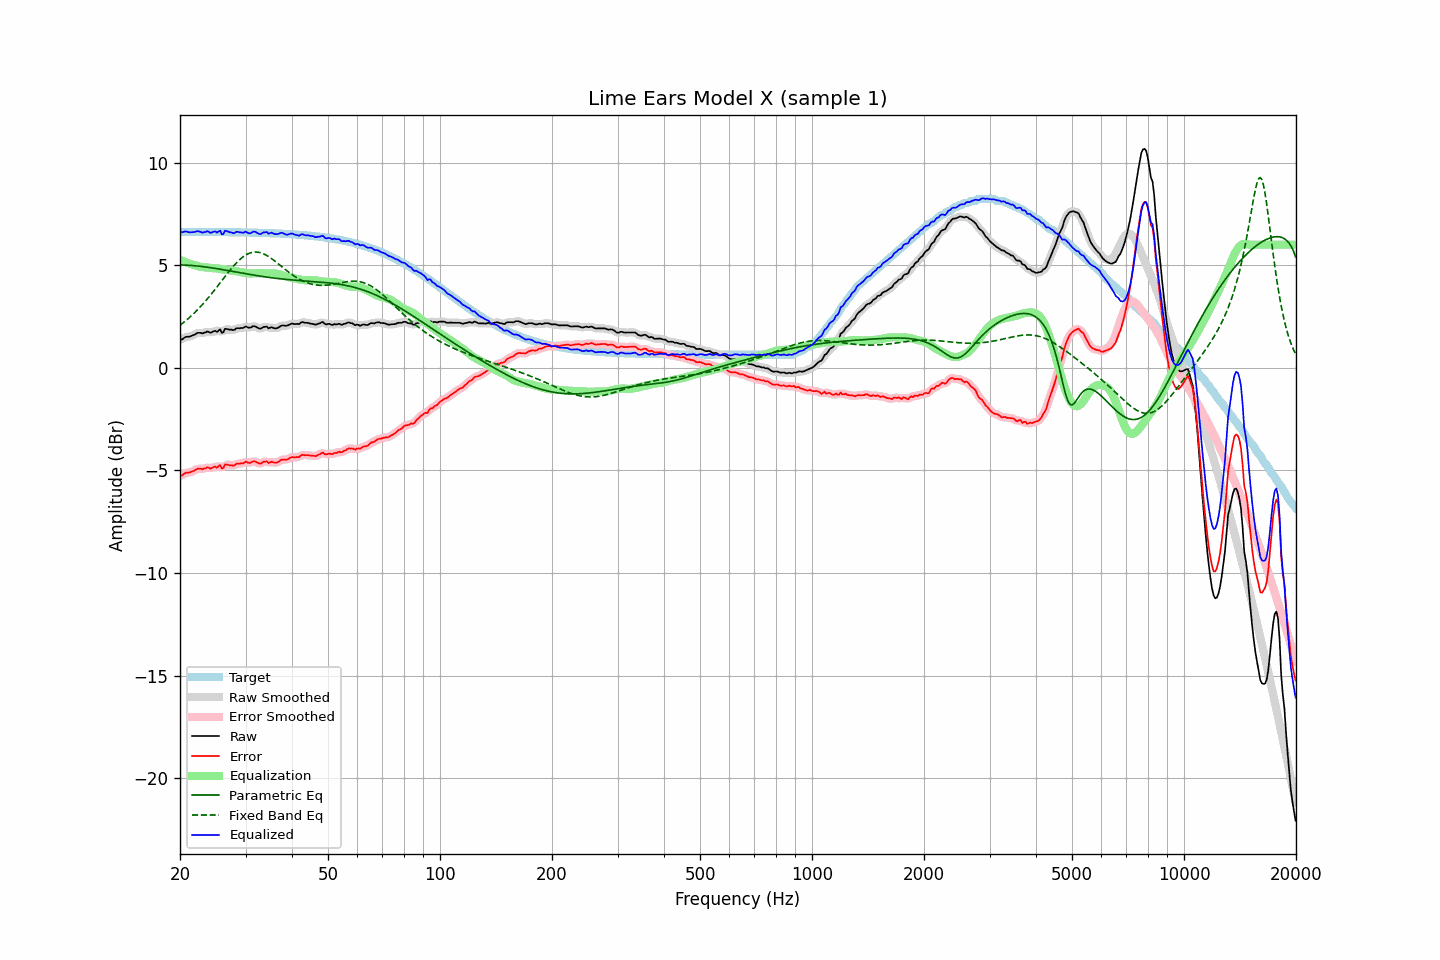 Lime Ears Model X (sample 1)
10
5
0
−5
−10
−15
−20
Amplitude (dBr)
Target
Raw Smoothed
Error Smoothed
Raw
Error
Equalization
Parametric Eq
Fixed Band Eq
Equalized
20 50 100 200 500 1000 2000 5000 10000 20000
Frequency (Hz)